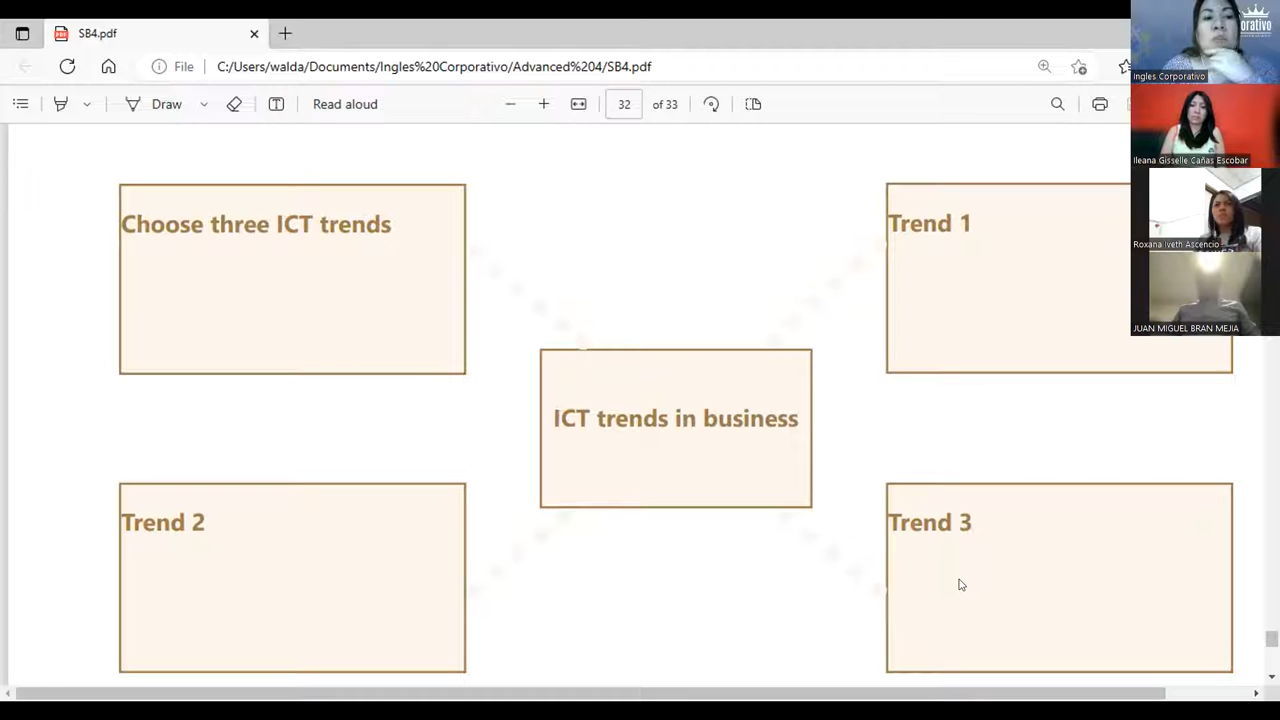 SB4.pdf
File
C:/Users/walda/Documents/Ingles%20Corporativo/Advanced%204/SB4.pdf
Draw
Read aloud
32
of 33
Choose three ICT trends
Trend 1
ICT trends in business
Trend 2
Trend 3
orativo
Ingles Corporativo
Ileana Gisselle Cañas Escobar
Roxana Iveth Ascencio
JUAN MIGUEL BRAN MEJIA